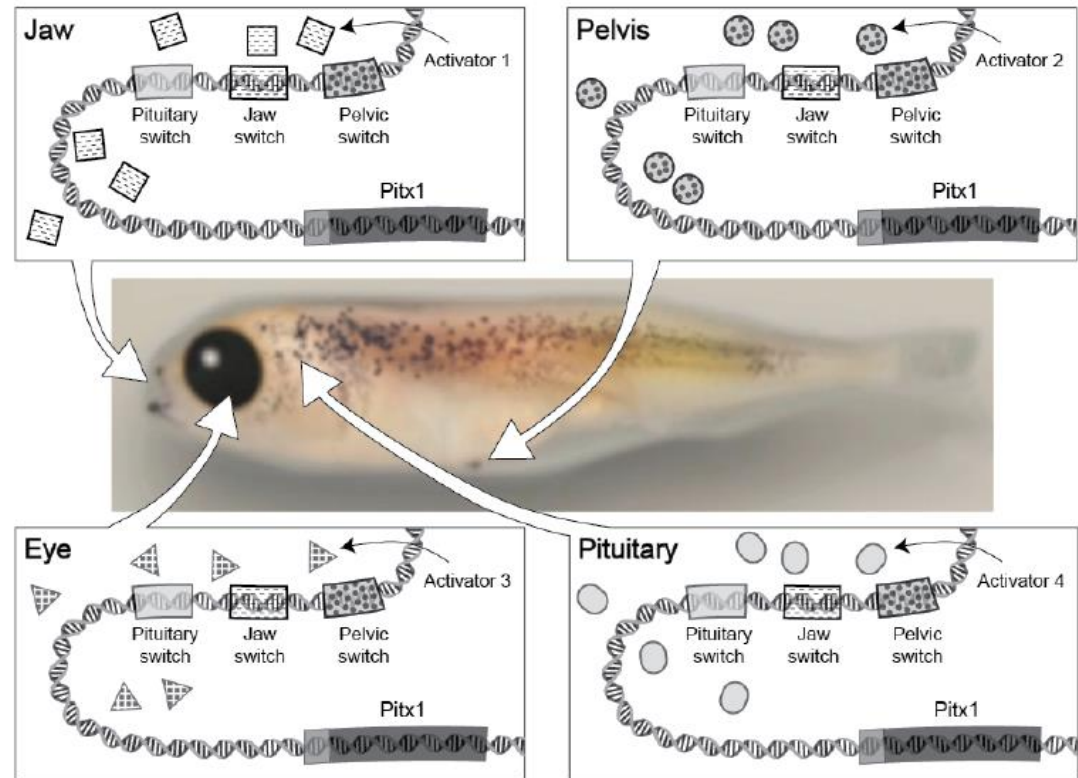 Jaw
Activator 1
Pituitary
switch
Jaw
switch
Pelvic
switch
Pitx1
Pelvis
Activator 2
Pituitary
switch
Jaw
switch
Pelvic
switch
Pitx1
Eye
Activator 3
Pituitary
switch
Jaw
switch
Pelvic
switch
Pitx1
Pituitary
Activator 4
Pituitary
switch
Jaw
switch
Pelvic
switch
Pitx1